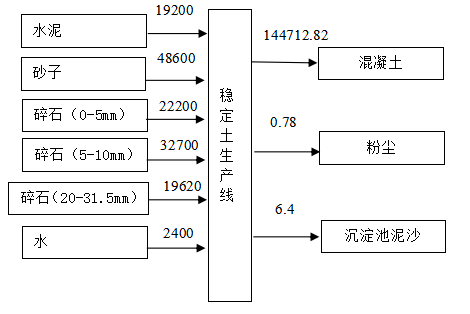 水泥
19200
砂子
48600
碎石（0-5mm）
22200
碎石（5-10mm）
32700
碎石(20-31.5mm)
19620
水
2400
稳定土生产线
144712.82
混凝土
0.78
粉尘
6.4
沉淀池泥沙